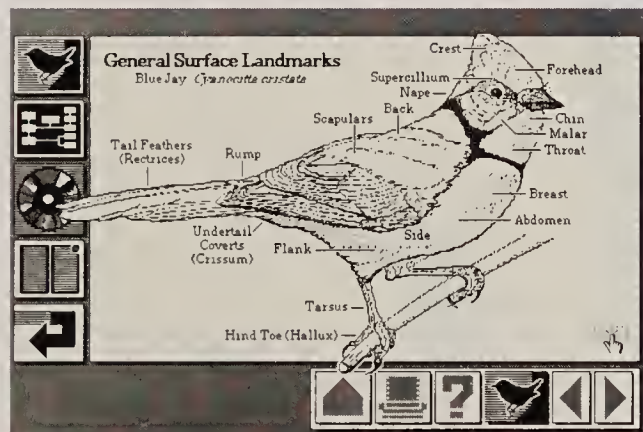 General Surface Landmarks
Blue Jay Cyanocitta cristata
Crest
Forehead
Supercillium
Nape
Chin
Back
Malar
Scapulars
Throat
Tail Feathers
(Rectrices)
Rump
Breast
Abdomen
Undertail
Coverts
(Crissum)
Side
Flank
Tarsus
Hind Toe (Hallux)
?